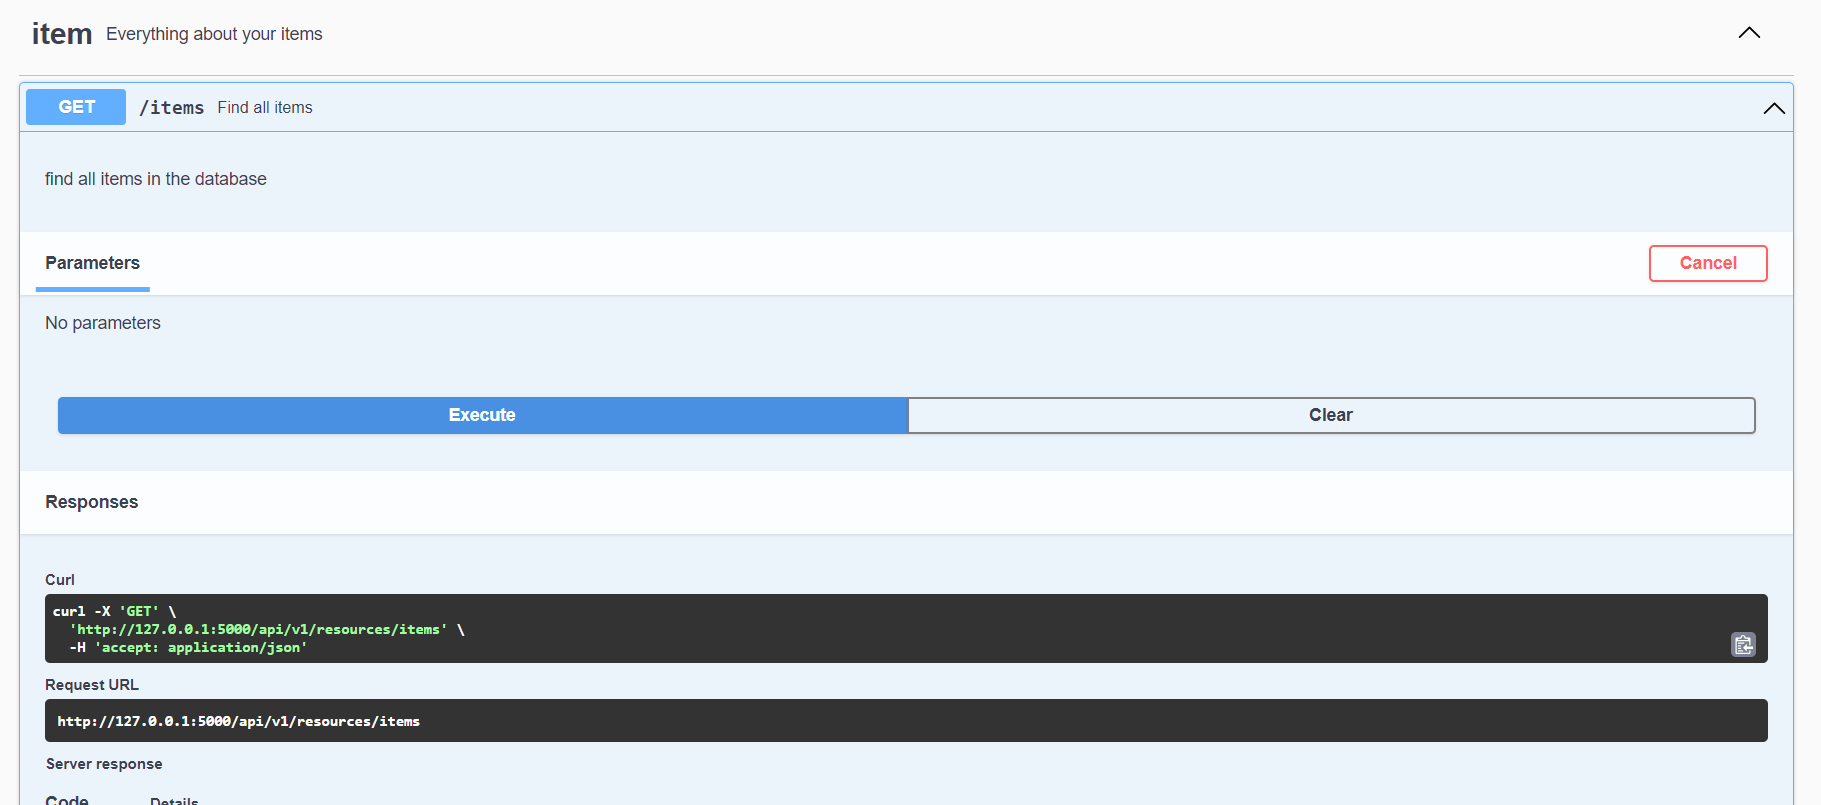 item Everything about your items
GET /items Find all items
find all items in the database
Parameters
Cancel
No parameters
Execute
Clear
Responses
Curl
curl -X 'GET' \
'http://127.0.0.1:5000/api/v1/resources/items' \
-H 'accept: application/json'
Request URL
http://127.0.0.1:5000/api/v1/resources/items
Server response
Code Details